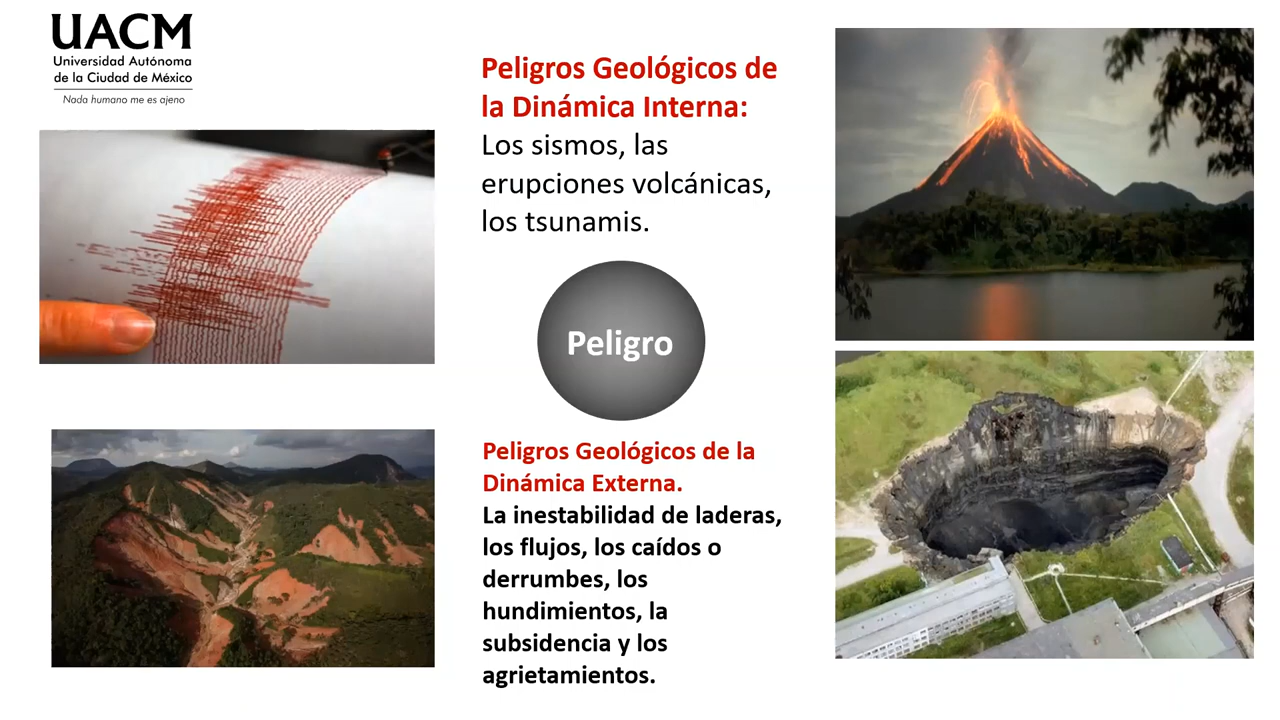 UACM
Universidad Autónoma
de la Ciudad de México
Nada humano me es ajeno
Peligros Geológicos de
la Dinámica Interna:
Los sismos, las
erupciones volcánicas,
los tsunamis.
Peligro
Peligros Geológicos de la
Dinámica Externa.
La inestabilidad de laderas,
los flujos, los caídos o
derrumbes, los
hundimientos, la
subsidencia y los
agrietamientos.